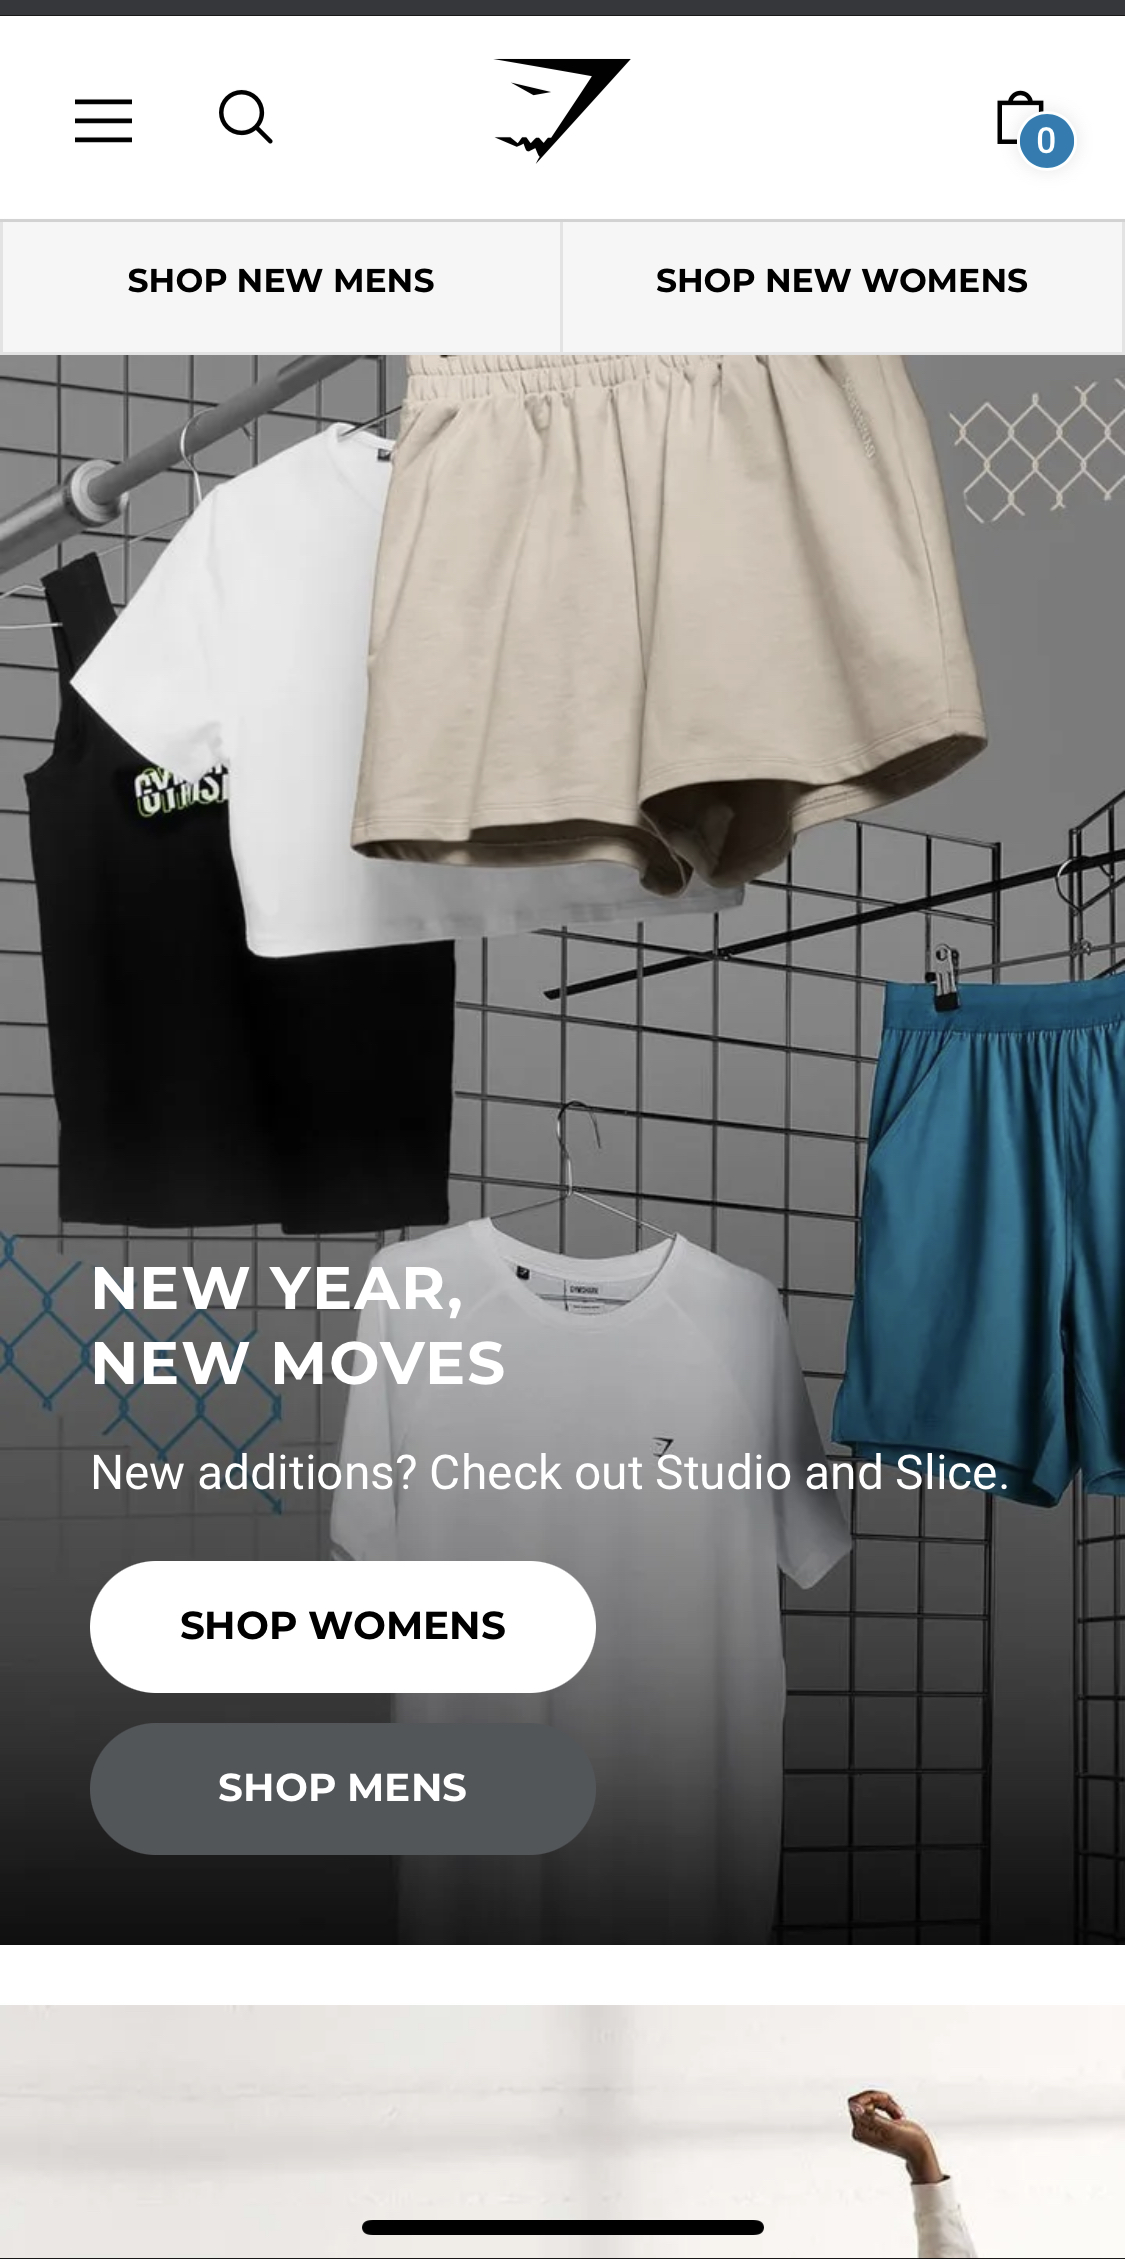 0
SHOP NEW MENS
SHOP NEW WOMENS
GYMSHARK
NEW YEAR,
NEW MOVES
New additions? Check out Studio and Slice.
SHOP WOMENS
SHOP MENS